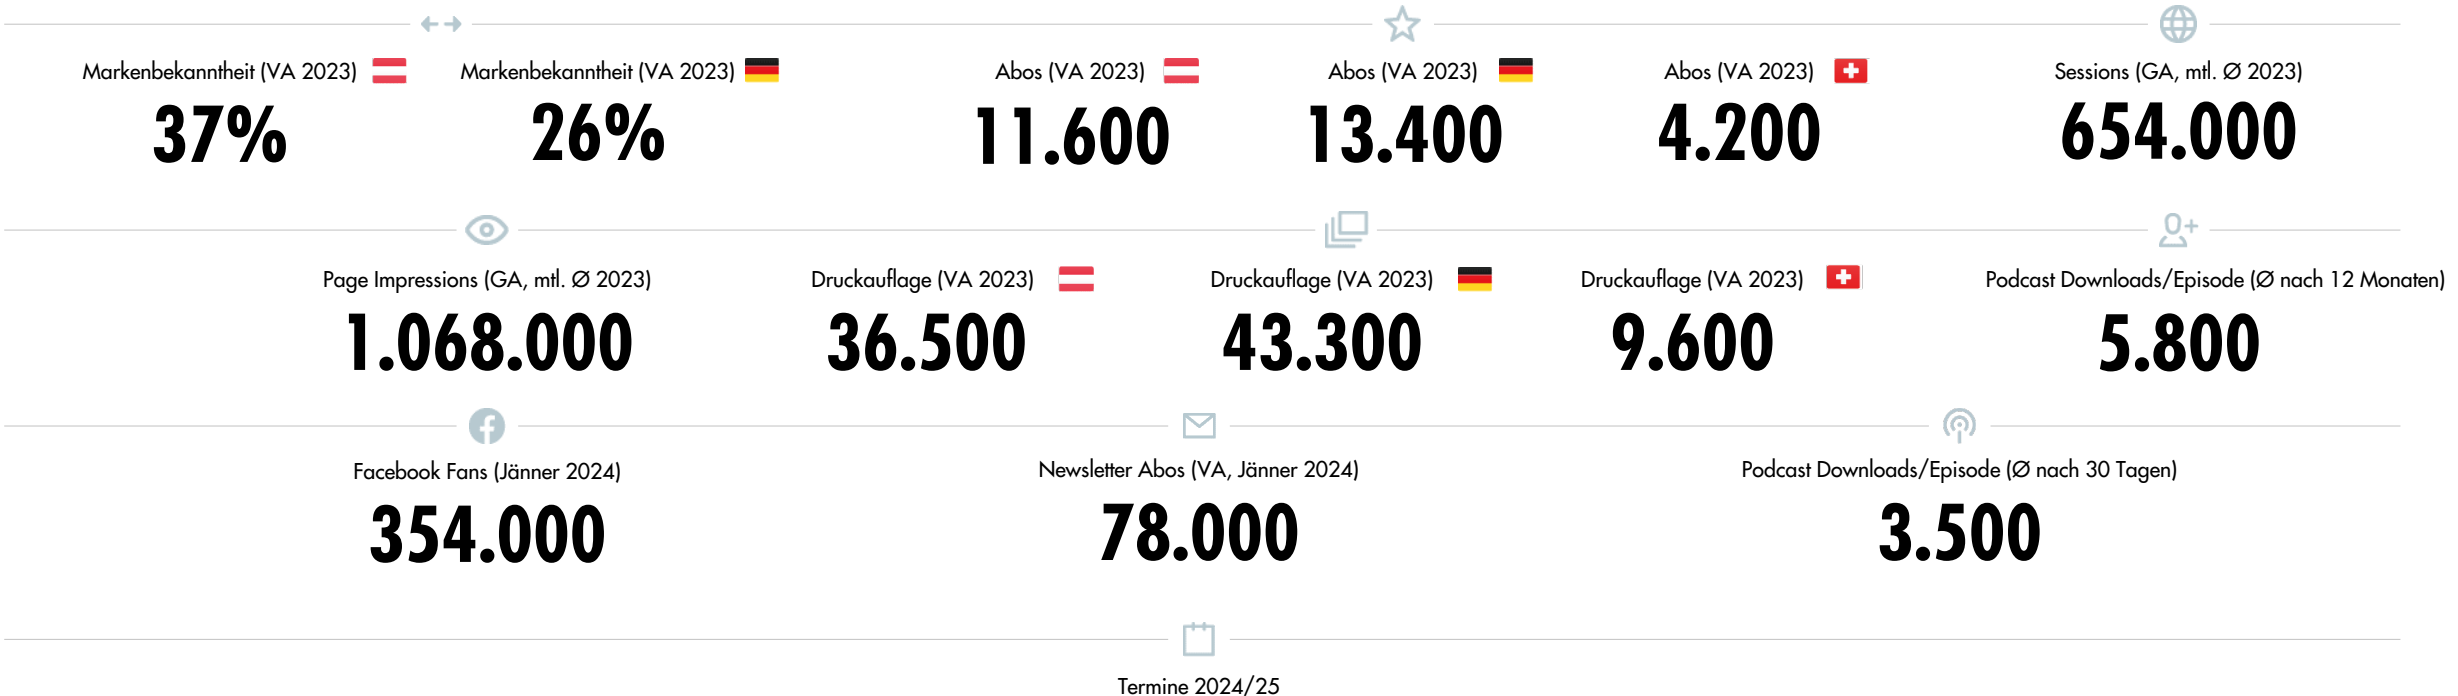 Markenbekanntheit (VA 2023) Markenbekanntheit (VA 2023) Abos (VA 2023) Abos (VA 2023) Abos (VA 2023) Sessions (GA, mtl. Ø 2023)
37% 26% 11.600 13.400 4.200 654.000
Page Impressions (GA, mtl. Ø 2023) Druckauflage (VA 2023) Druckauflage (VA 2023) Druckauflage (VA 2023) Podcast Downloads/Episode (Ø nach 12 Monaten)
1.068.000 36.500 43.300 9.600 5.800
Facebook Fans (Jänner 2024) Newsletter Abos (VA, Jänner 2024) Podcast Downloads/Episode (Ø nach 30 Tagen)
354.000 78.000 3.500
Termine 2024/25